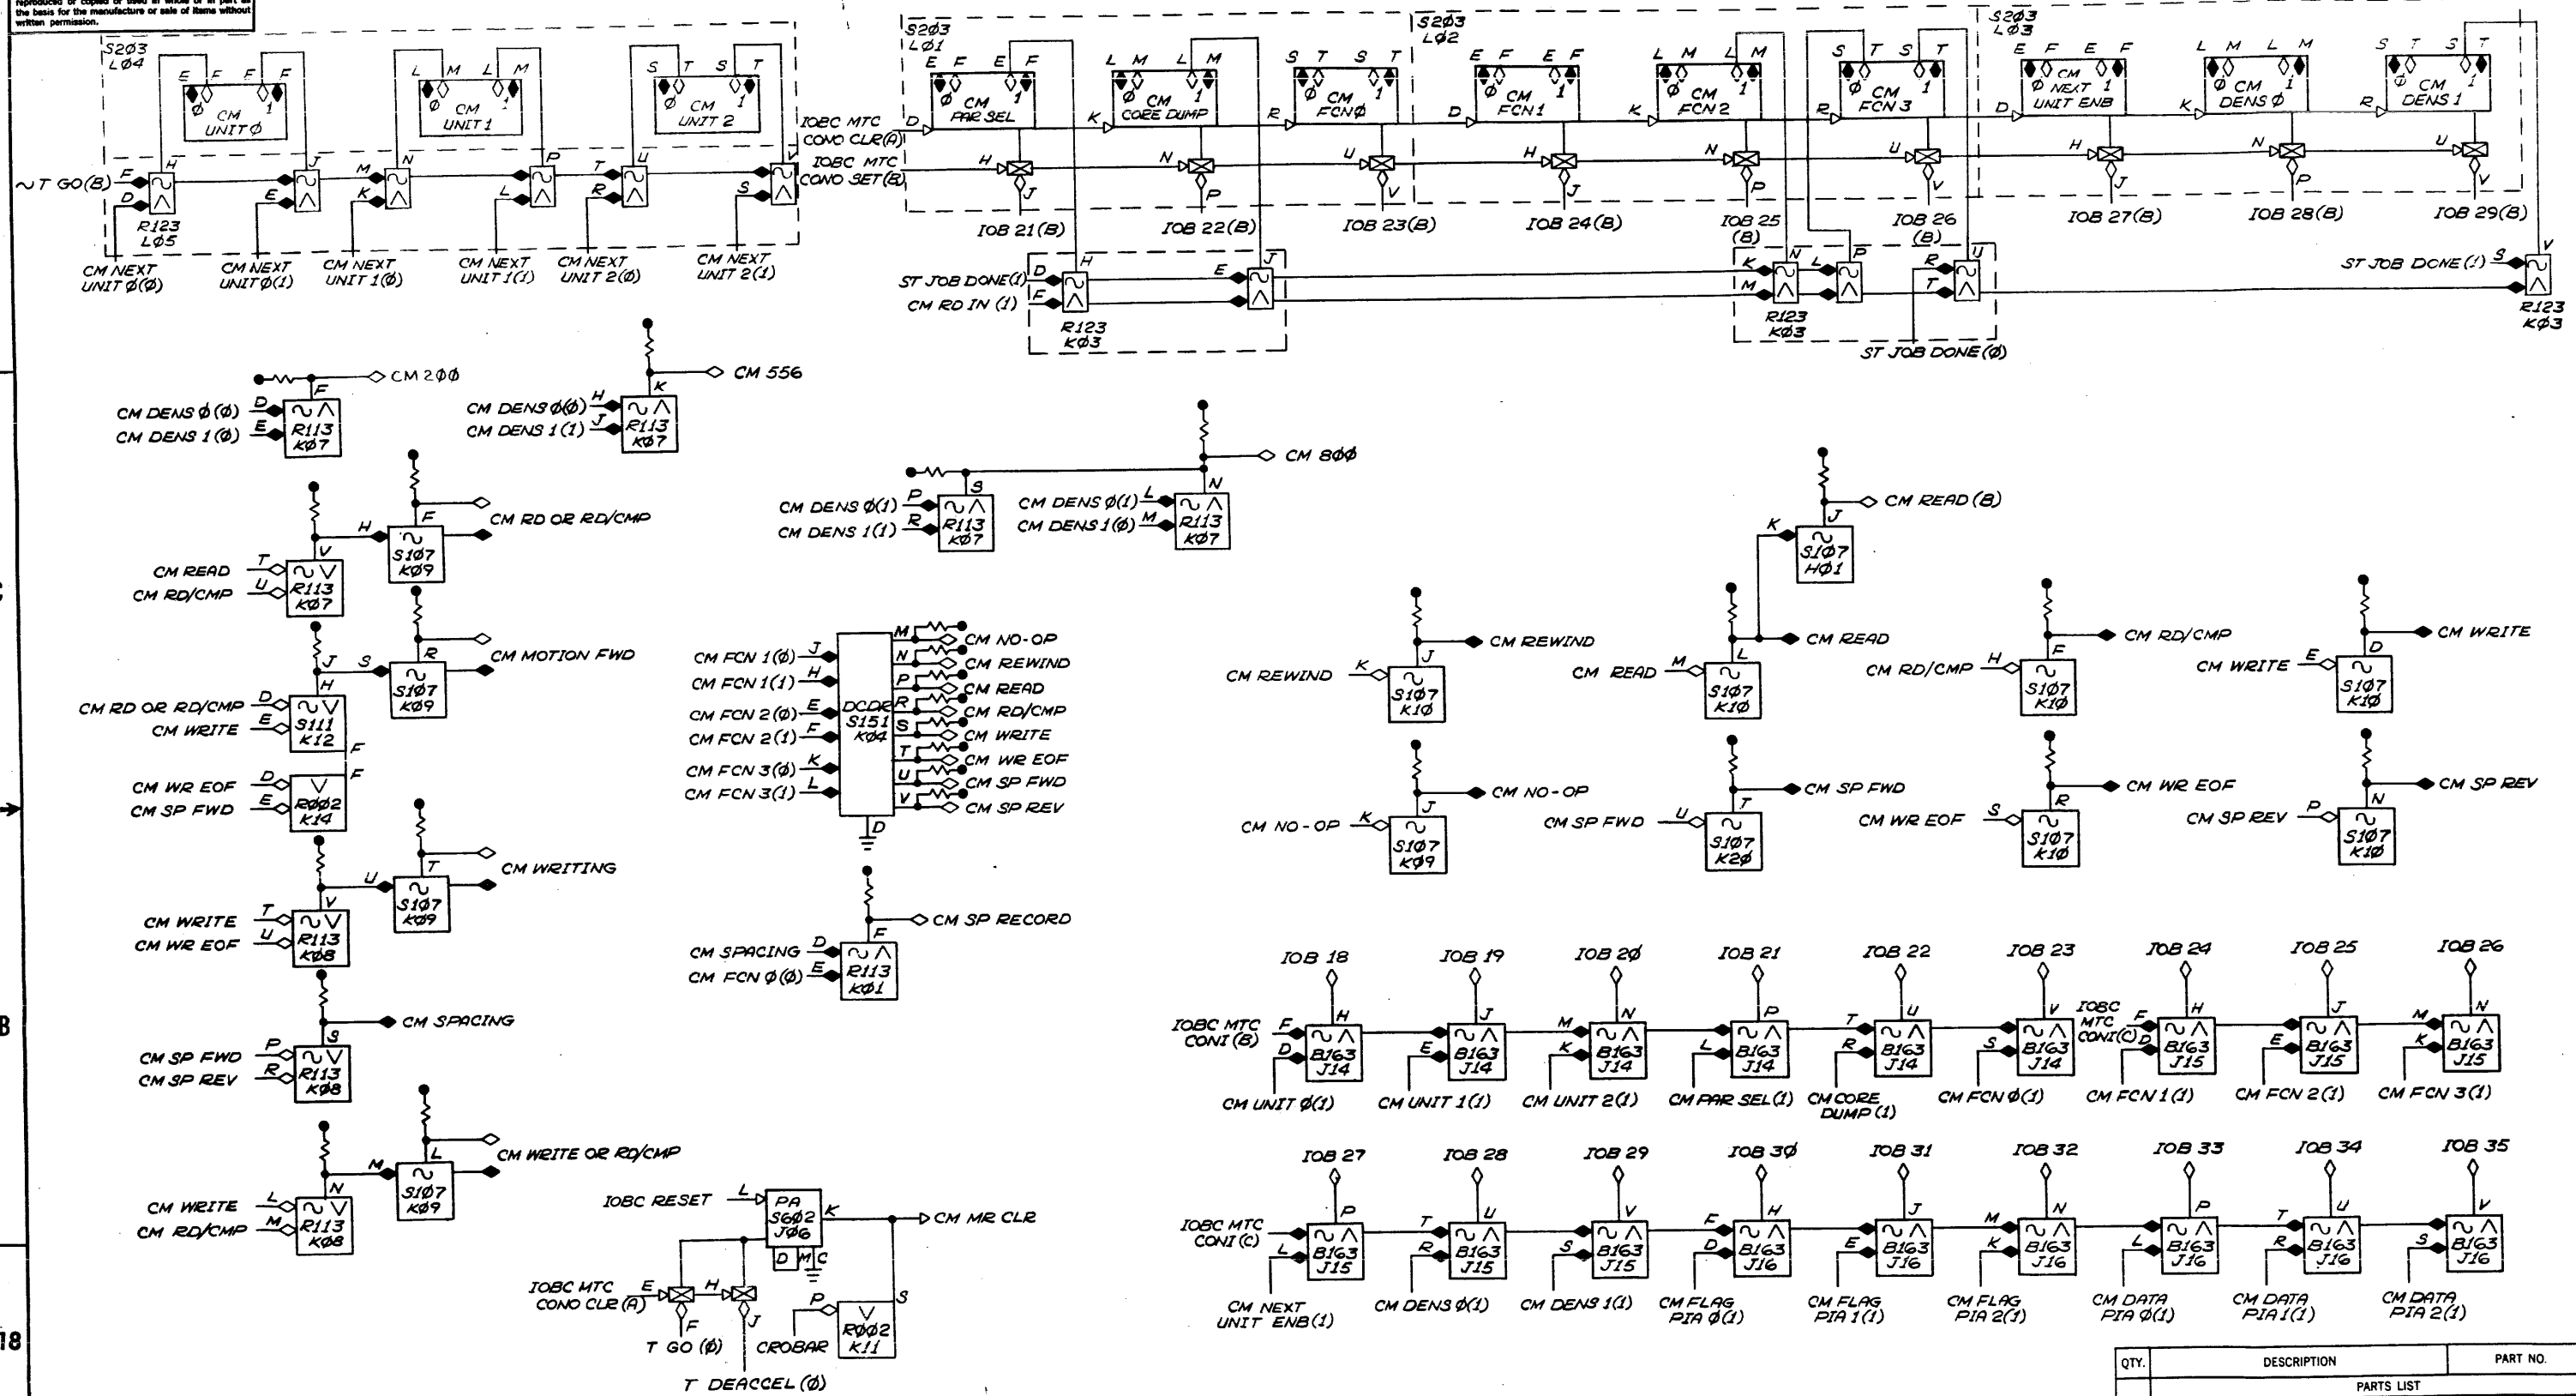 reproduced or copied or used in whole or in part as
the basis for the manufacture or sale of items without
written permission.
S2Ø3
LØ4
E F F F
Ø 1
CM
UNIT Ø
L M L M
Ø 1
CM
UNIT 1
S T S T
Ø 1
CM
UNIT 2
~T GO(B)
F H J M N P T U V
D E K L R S
R123
LØ5
CM NEXT
UNIT Ø(Ø)
CM NEXT
UNIT Ø(1)
CM NEXT
UNIT 1(Ø)
CM NEXT
UNIT 1(1)
CM NEXT
UNIT 2(Ø)
CM NEXT
UNIT 2(1)
IOBC MTC
CONO CLR(A)
IOBC MTC
CONO SET(B)
S2Ø3
LØ1
E F E F
Ø 1
CM
PAR SEL
L M L M
Ø 1
CM
CORE DUMP
S T S T
Ø 1
CM
FCNØ
S2Ø3
LØ2
E F E F
Ø 1
CM
FCN 1
L M L M
Ø 1
CM
FCN 2
S T S T
Ø 1
CM
FCN 3
S2Ø3
LØ3
E F E F
CM
Ø NEXT 1
UNIT ENB
L M L M
Ø 1
CM
DENS Ø
S T S T
Ø 1
CM
DENS 1
D K R D K R D K R
H N U H N U H N U
J P V J P V J P V
IOB 21(B)
IOB 22(B)
IOB 23(B)
IOB 24(B)
IOB 25
(B)
IOB 26
(B)
IOB 27(B)
IOB 28(B)
IOB 29(B)
ST JOB DONE(1) D H E J
CM RD IN (1) F
R123
KØ3
K N L P R U
M T
R123
KØ3
ST JOB DONE(Ø)
ST JOB DONE(1) S V
R123
KØ3
CM 2ØØ
F
CM DENS Ø(Ø) D
CM DENS 1(Ø) E
R113
KØ7
CM 556
K
CM DENS Ø(Ø) H
CM DENS 1(1) J
R113
KØ7
CM 8ØØ
S
CM DENS Ø(1) P
CM DENS 1(1) R
R113
KØ7
N
CM DENS Ø(1) L
CM DENS 1(Ø) M
R113
KØ7
CM RD OR RD/CMP
H F
S1Ø7
KØ9
V
CM READ T
CM RD/CMP U
R113
KØ7
CM MOTION FWD
J S R
S1Ø7
KØ9
H
CM RD OR RD/CMP D
CM WRITE E
S111
K12
F
F
CM WR EOF D
CM SP FWD E
RØØ2
K14
CM WRITING
U T
S1Ø7
KØ9
V
CM WRITE T
CM WR EOF U
R113
KØ8
CM SPACING
S
CM SP FWD P
CM SP REV R
R113
KØ8
CM WRITE OR RD/CMP
M L
S1Ø7
KØ9
N
CM WRITE L
CM RD/CMP M
R113
KØ8
CM FCN 1(Ø) J
CM FCN 1(1) H
CM FCN 2(Ø) E
CM FCN 2(1) F
CM FCN 3(Ø) K
CM FCN 3(1) L
DCDR
S151
KØ4
D
M CM NO-OP
N CM REWIND
P CM READ
R CM RD/CMP
S CM WRITE
T CM WR EOF
U CM SP FWD
V CM SP REV
CM SP RECORD
F
CM SPACING D
CM FCN Ø(Ø) E
R113
KØ1
CM READ(B)
K J
S1Ø7
HØ1
CM REWIND K J CM REWIND
S1Ø7
K1Ø
CM READ M L CM READ
S1Ø7
K1Ø
CM RD/CMP H F CM RD/CMP
S1Ø7
K1Ø
CM WRITE E D CM WRITE
S1Ø7
K1Ø
CM NO-OP K J CM NO-OP
S1Ø7
KØ9
CM SP FWD U T CM SP FWD
S1Ø7
K2Ø
CM WR EOF S R CM WR EOF
S1Ø7
K1Ø
CM SP REV P N CM SP REV
S1Ø7
K1Ø
IOBC RESET L
PA
S6Ø2
JØ6
D M C
K CM MR CLR
IOBC MTC
CONO CLR(A)
E H
F J
T GO (Ø)
T DEACCEL(Ø)
CROBAR
P S
RØØ2
K11
IOB 18 IOB 19 IOB 2Ø IOB 21 IOB 22 IOB 23 IOB 24 IOB 25 IOB 26
IOBC MTC
CONI(B)
IOBC
MTC
CONI(C)
F H J M N P T U V F H J M N
D E K L R S D E K
B163 B163 B163 B163 B163 B163 B163 B163 B163
J14 J14 J14 J14 J14 J14 J15 J15 J15
CM UNIT Ø(1)
CM UNIT 1(1)
CM UNIT 2(1)
CM PAR SEL(1)
CM CORE
DUMP(1)
CM FCN Ø(1)
CM FCN 1(1)
CM FCN 2(1)
CM FCN 3(1)
IOB 27 IOB 28 IOB 29 IOB 3Ø IOB 31 IOB 32 IOB 33 IOB 34 IOB 35
IOBC MTC
CONI(C)
P T U V F H J M N P T U V
L R S D E K L R S
B163 B163 B163 B163 B163 B163 B163 B163 B163
J15 J15 J15 J16 J16 J16 J16 J16 J16
CM NEXT
UNIT ENB(1)
CM DENS Ø(1)
CM DENS 1(1)
CM FLAG
PIA Ø(1)
CM FLAG
PIA 1(1)
CM FLAG
PIA 2(1)
CM DATA
PIA Ø(1)
CM DATA
PIA 1(1)
CM DATA
PIA 2(1)
B
18
QTY. DESCRIPTION PART NO.
PARTS LIST